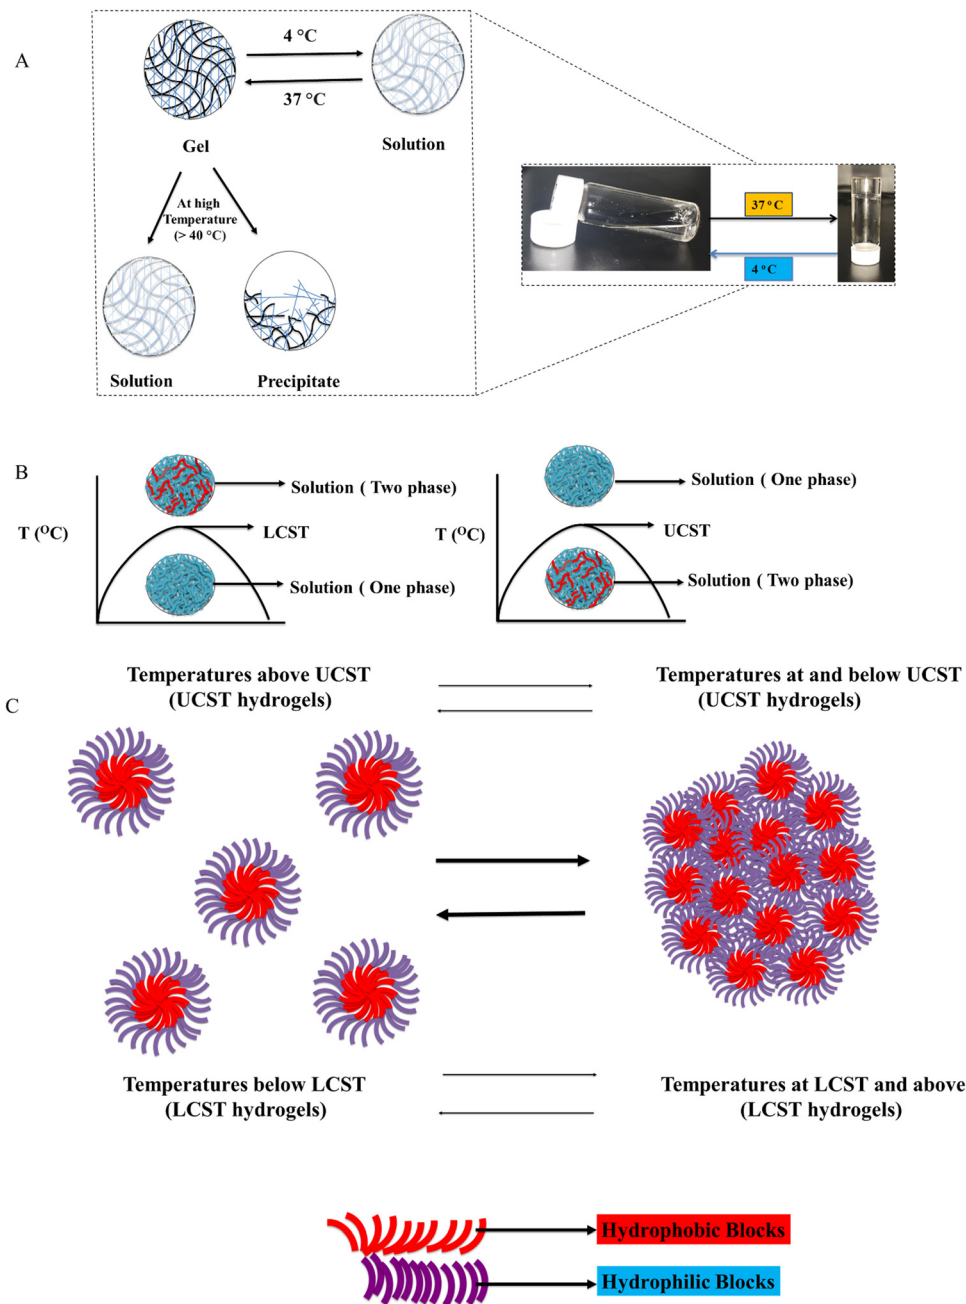 A
4 °C
37 °C
Gel
Solution
At high
Temperature
(> 40 °C)
Solution
Precipitate
37 ° C
4 ° C
B
Solution ( Two phase)
T (⁰C)
LCST
Solution ( One phase)
Solution ( One phase)
T (⁰C)
UCST
Solution ( Two phase)
Temperatures above UCST
(UCST hydrogels)
Temperatures at and below UCST
(UCST hydrogels)
C
Temperatures below LCST
(LCST hydrogels)
Temperatures at LCST and above
(LCST hydrogels)
Hydrophobic Blocks
Hydrophilic Blocks